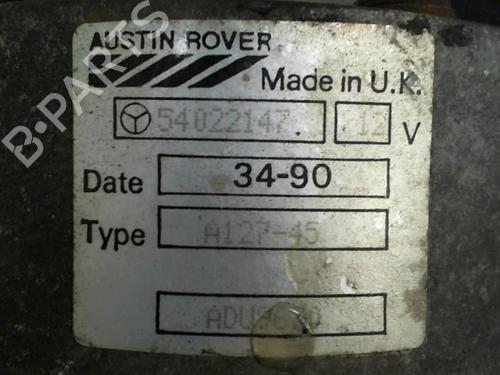 AUSTIN ROVER
Made in U.K.
54022147. 12 V
Date 34-90
Type A127-45
B-PARTS